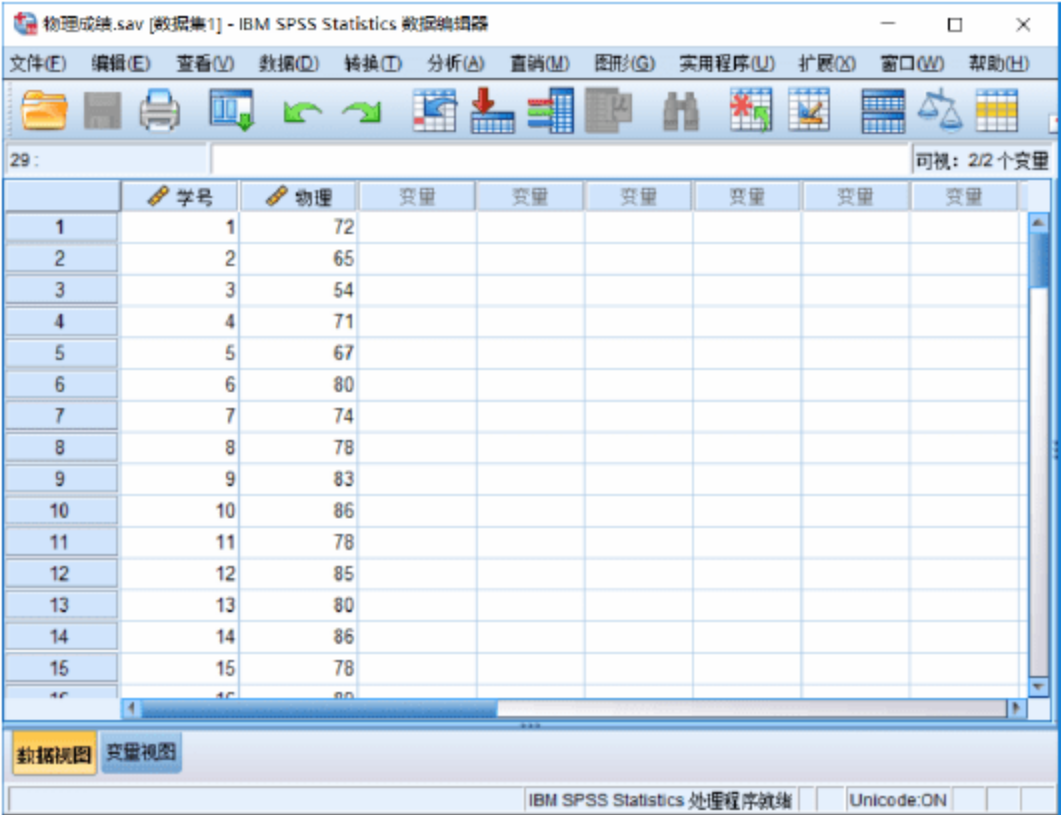 物理成绩.sav [数据集1] - IBM SPSS Statistics 数据编辑器
文件(F) 编辑(E) 查看(V) 数据(D) 转换(T) 分析(A) 直销(M) 图形(G) 实用程序(U) 扩展(X) 窗口(W) 帮助(H)
29 : 可视：2/2 个变量
学号 物理 变量 变量 变量 变量 变量 变量
1 1 72
2 2 65
3 3 54
4 4 71
5 5 67
6 6 80
7 7 74
8 8 78
9 9 83
10 10 86
11 11 78
12 12 85
13 13 80
14 14 86
15 15 78
16 16
数据视图 变量视图
IBM SPSS Statistics 处理程序就绪 Unicode:ON